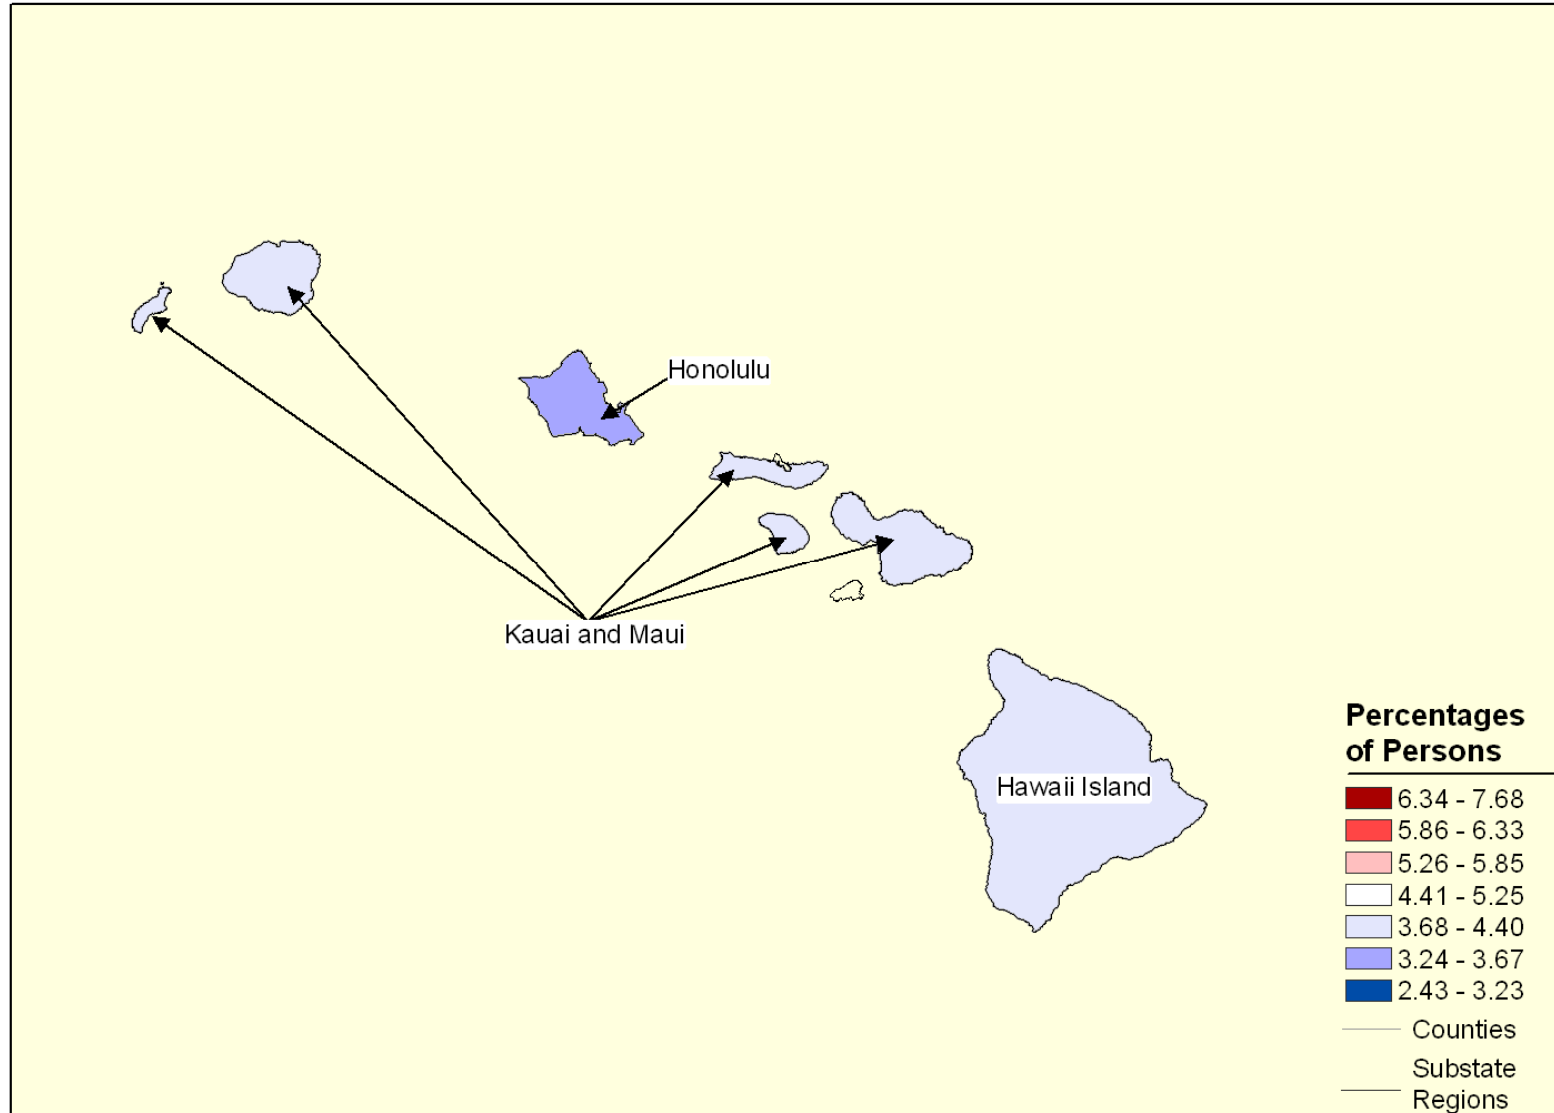 Honolulu
Kauai and Maui
Hawaii Island
Percentages
of Persons
6.34 - 7.68
5.86 - 6.33
5.26 - 5.85
4.41 - 5.25
3.68 - 4.40
3.24 - 3.67
2.43 - 3.23
Counties
Substate
Regions